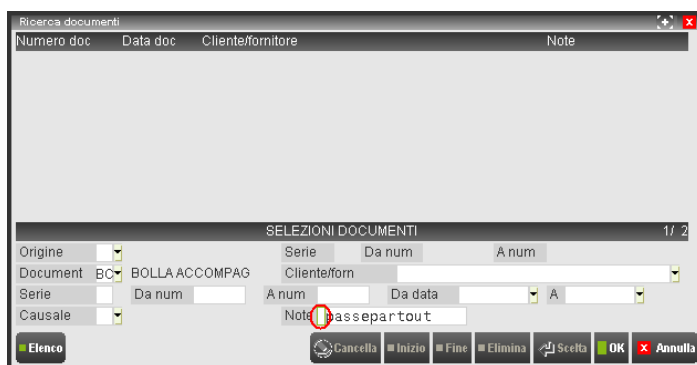 Ricerca documenti
Numero doc Data doc Cliente/fornitore Note
SELEZIONI DOCUMENTI 1/ 2
Origine Serie Da num A num
Document BC BOLLA ACCOMPAG Cliente/forn
Serie Da num A num Da data A
Causale Note passepartout
Elenco Cancella Inizio Fine Elimina Scelta OK Annulla